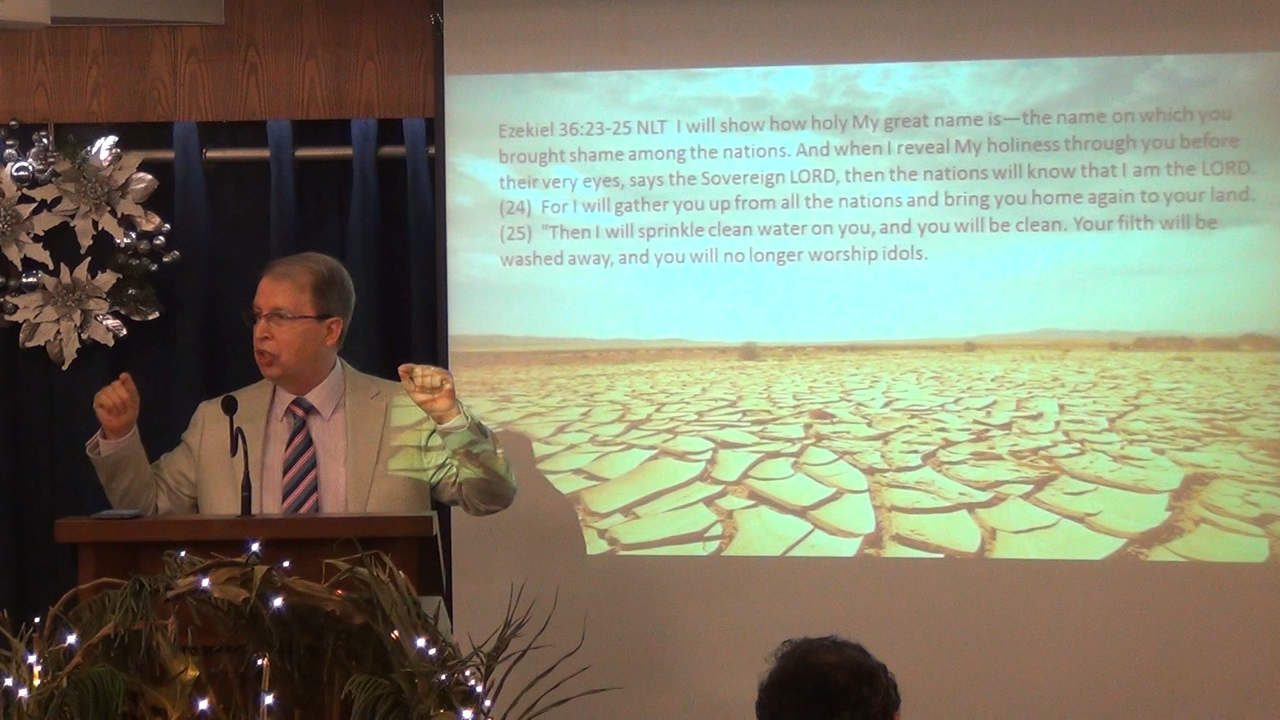 Ezekiel 36:23-25 NLT  I will show how holy My great name is—the name on which you
brought shame among the nations. And when I reveal My holiness through you before
their very eyes, says the Sovereign LORD, then the nations will know that I am the LORD.
(24)  For I will gather you up from all the nations and bring you home again to your land.
(25)  "Then I will sprinkle clean water on you, and you will be clean. Your filth will be
washed away, and you will no longer worship idols.